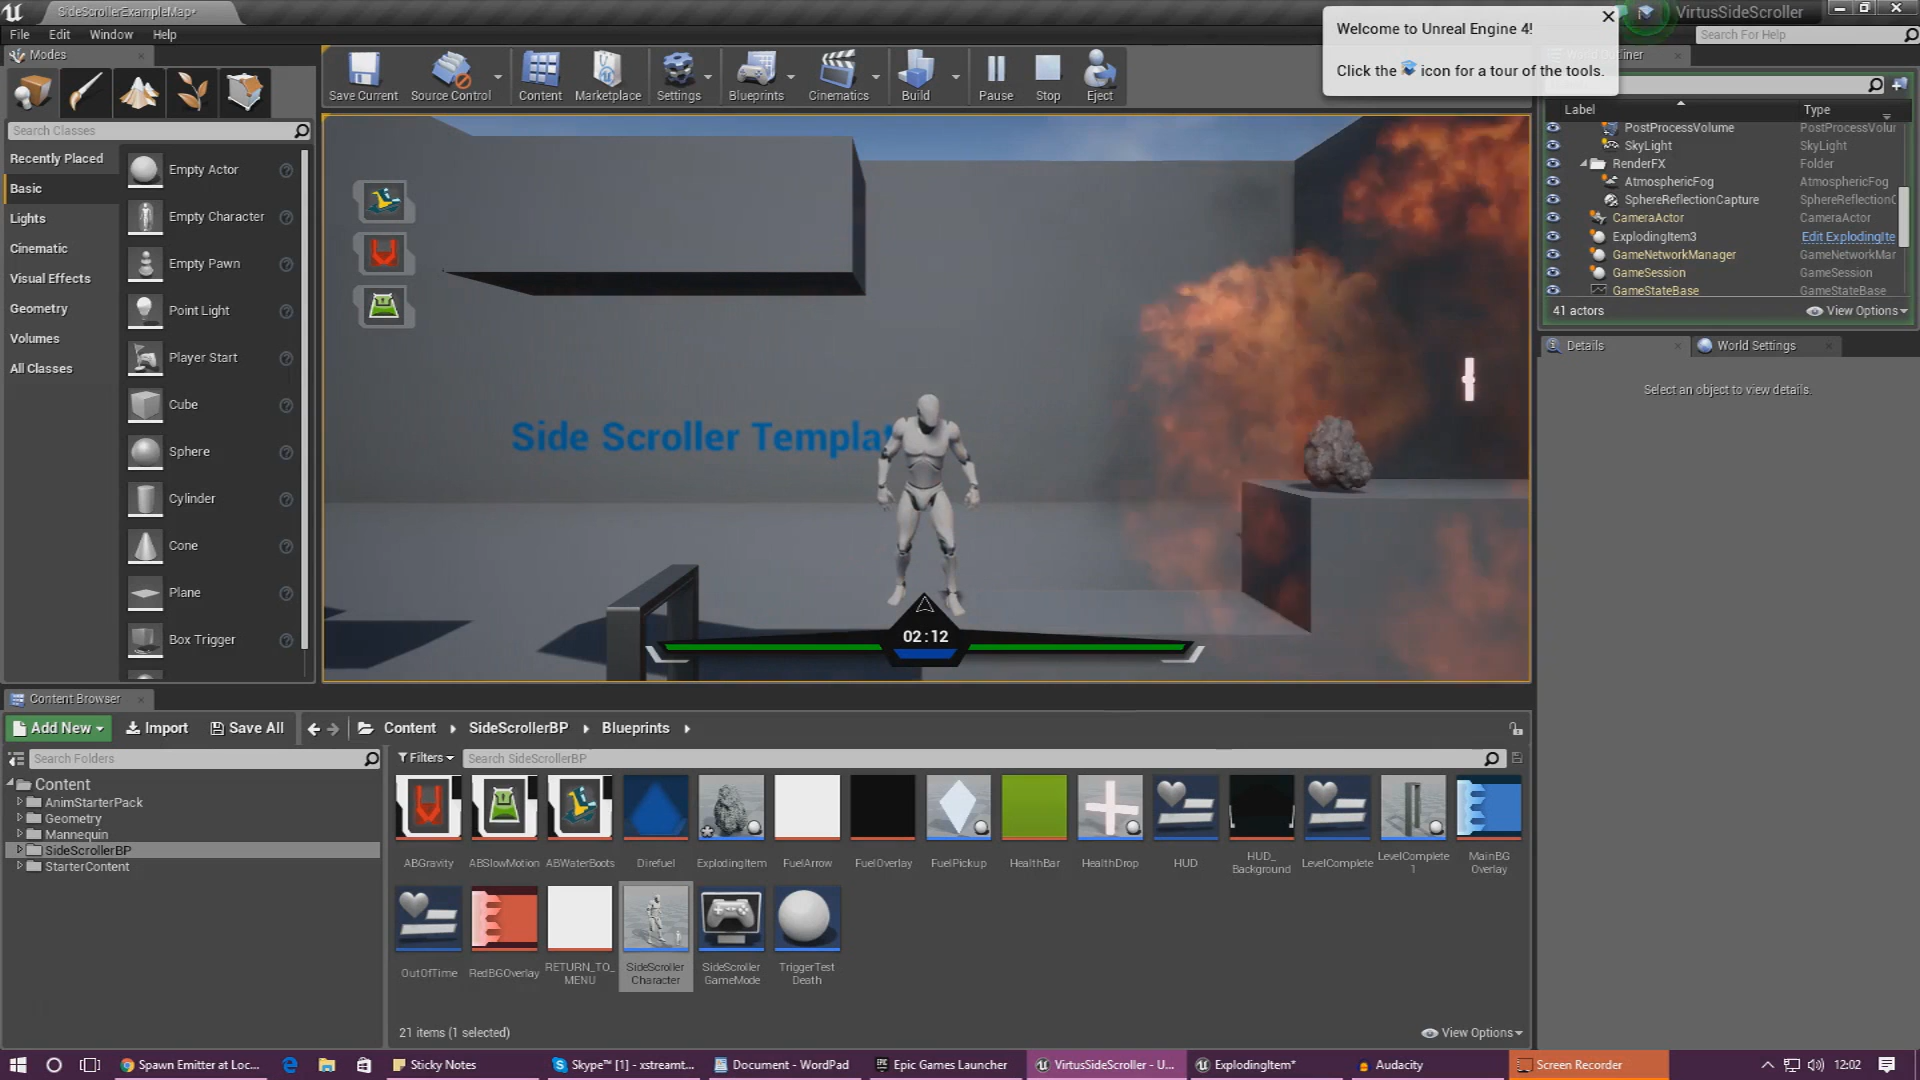 SideScrollerExampleMap*
VirtusSideScroller
File Edit Window Help
Search For Help
Welcome to Unreal Engine 4!
Click the icon for a tour of the tools.
Modes
Save Current
Source Control
Content
Marketplace
Settings
Blueprints
Cinematics
Build
Pause
Stop
Eject
Search Classes
Recently Placed
Basic
Lights
Cinematic
Visual Effects
Geometry
Volumes
All Classes
Empty Actor
Empty Character
Empty Pawn
Point Light
Player Start
Cube
Sphere
Cylinder
Cone
Plane
Box Trigger
Side Scroller Templat
02:12
World Outliner
Label Type
PostProcessVolume PostProcessVolu
SkyLight SkyLight
RenderFX Folder
AtmosphericFog AtmosphericFog
SphereReflectionCapture SphereReflectionC
CameraActor CameraActor
ExplodingItem3 Edit ExplodingIte
GameNetworkManager GameNetworkMar
GameSession GameSession
GameStateBase GameStateBase
41 actors View Options
Details World Settings
Select an object to view details.
Content Browser
Add New Import Save All Content SideScrollerBP Blueprints
Search Folders
Filters Search SideScrollerBP
Content
AnimStarterPack
Geometry
Mannequin
SideScrollerBP
StarterContent
ABGravity
ABSlowMotion
ABWaterBoots
Direfuel
ExplodingItem
FuelArrow
FuelOverlay
FuelPickup
HealthBar
HealthDrop
HUD
HUD_
Background
LevelComplete
LevelComplete
1
MainBG
Overlay
OutOfTime
RedBGOverlay
RETURN_TO_
MENU
SideScroller
Character
SideScroller
GameMode
TriggerTest
Death
21 items (1 selected) View Options
Spawn Emitter at Loc... Sticky Notes Skype™ [1] - xstreamt... Document - WordPad Epic Games Launcher VirtusSideScroller - U... ExplodingItem* Audacity Screen Recorder 12:02